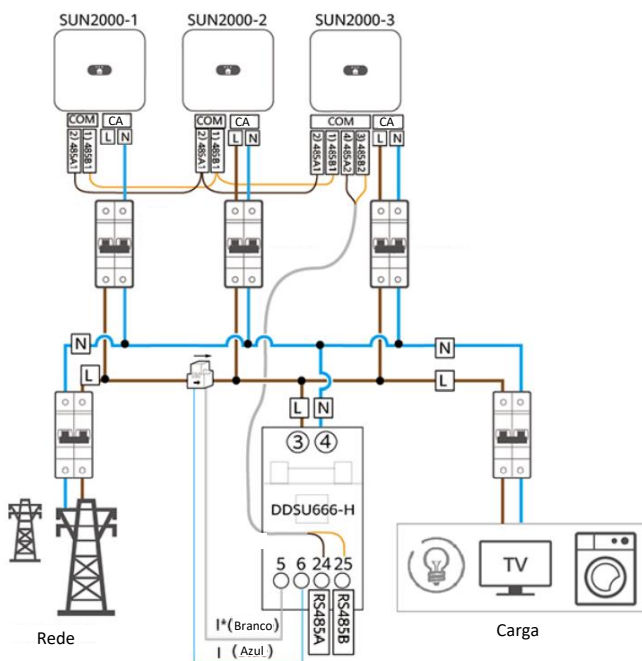 SUN2000-1 SUN2000-2 SUN2000-3
COM CA COM CA COM CA
2) 485A1 1) 485B1 L N 2) 485A1 1) 485B1 L N 2) 485A1 1) 485B1 4) 485A2 3) 485B2 L N
N N
L L
L N
3 4
DDSU666-H
5 6 24 25
RS485A RS485B
TV
I*(Branco)
I (Azul)
Rede Carga